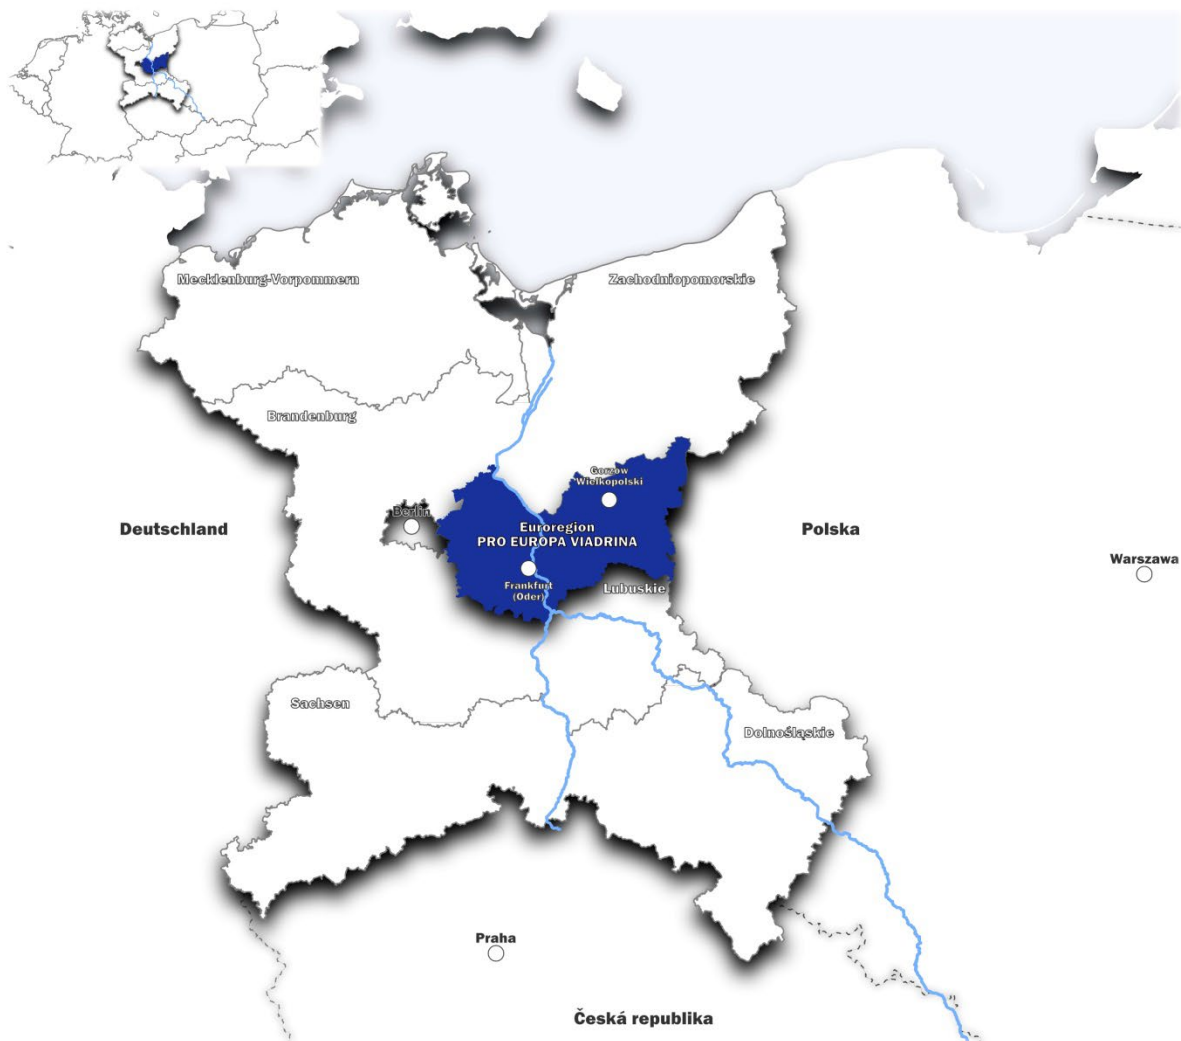 Mecklenburg-Vorpommern
Zachodniopomorskie
Brandenburg
Gorzów
Wielkopolski
Berlin
Deutschland
Euroregion
PRO EUROPA VIADRINA
Polska
Warszawa
Frankfurt
(Oder)
Lubuskie
Sachsen
Dolnośląskie
Praha
Česká republika